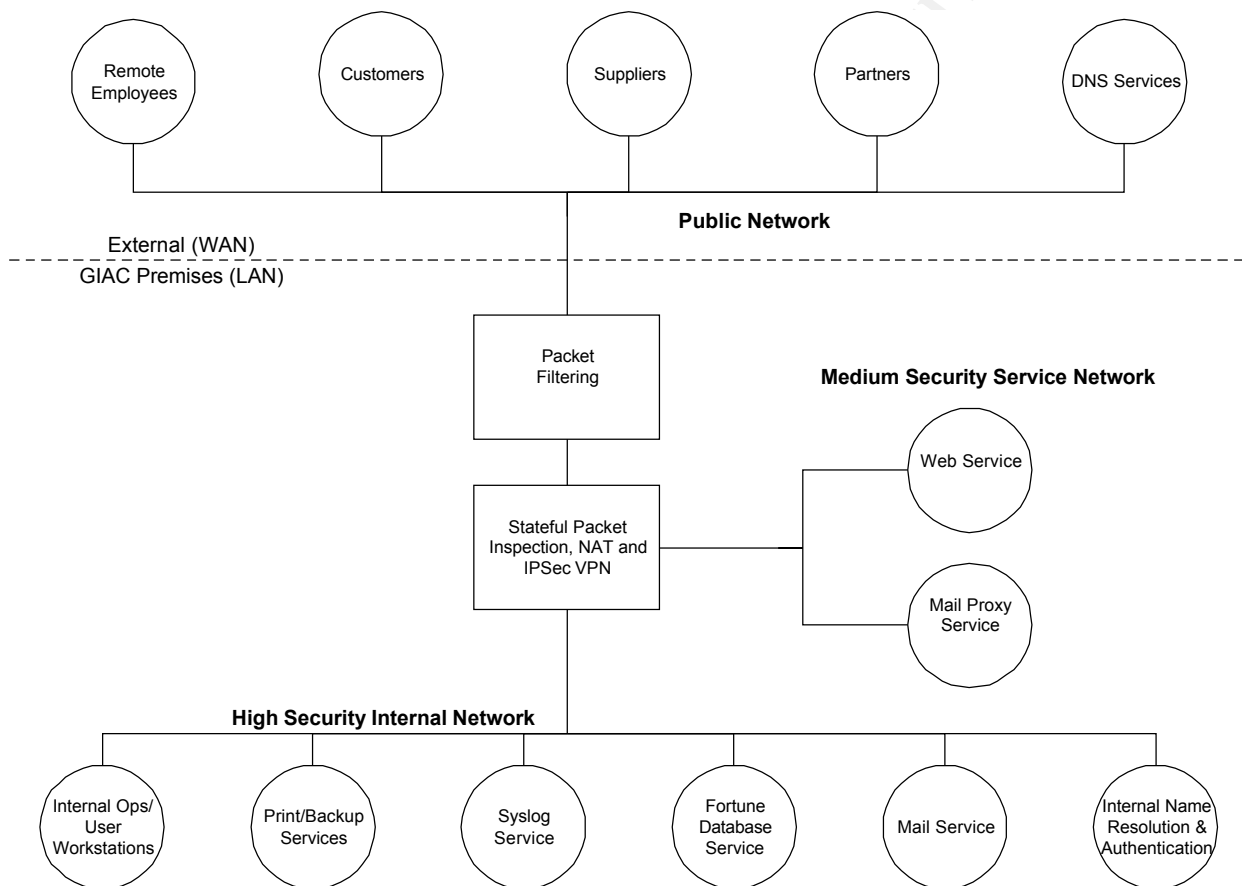 Remote
Employees
Customers
Suppliers
Partners
DNS Services
Public Network
External (WAN)
GIAC Premises (LAN)
Packet
Filtering
Medium Security Service Network
Web Service
Stateful Packet
Inspection, NAT and
IPSec VPN
Mail Proxy
Service
High Security Internal Network
Internal Ops/
User
Workstations
Print/Backup
Services
Syslog
Service
Fortune
Database
Service
Mail Service
Internal Name
Resolution &
Authentication